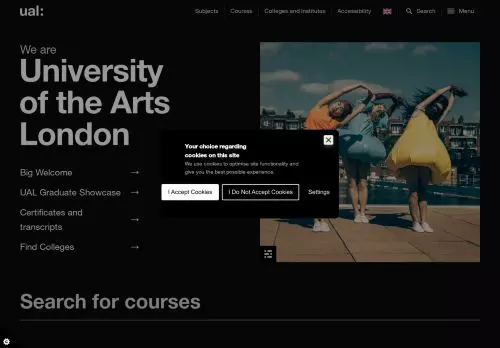 ual:
Subjects
Courses
Colleges and Institutes
Accessibility
Search
Menu
We are
University
of the Arts
London
Big Welcome
UAL Graduate Showcase
Certificates and
transcripts
Find Colleges
Your choice regarding
cookies on this site
We use cookies to optimise site functionality and
give you the best possible experience.
I Accept Cookies
I Do Not Accept Cookies
Settings
Search for courses